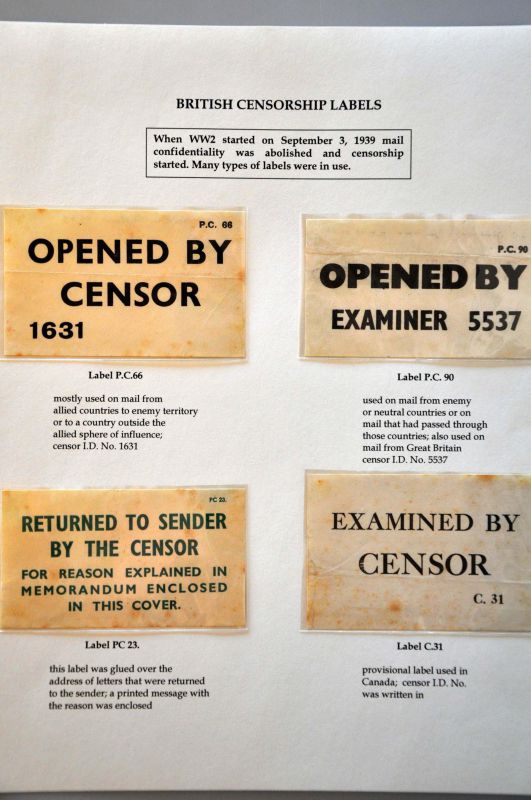 BRITISH CENSORSHIP LABELS
When WW2 started on September 3, 1939 mail
confidentiality was abolished and censorship
started. Many types of labels were in use.
P.C. 66
OPENED BY
CENSOR
1631
Label P.C.66
mostly used on mail from
allied countries to enemy territory
or to a country outside the
allied sphere of influence;
censor I.D. No. 1631
P.C. 90
OPENED BY
EXAMINER 5537
Label P.C. 90
used on mail from enemy
or neutral countries or on
mail that had passed through
those countries; also used on
mail from Great Britain
censor I.D. No. 5537
PC 23.
RETURNED TO SENDER
BY THE CENSOR
FOR REASON EXPLAINED IN
MEMORANDUM ENCLOSED
IN THIS COVER.
Label PC 23.
this label was glued over the
address of letters that were returned
to the sender; a printed message with
the reason was enclosed
EXAMINED BY
CENSOR
C. 31
Label C.31
provisional label used in
Canada; censor I.D. No.
was written in